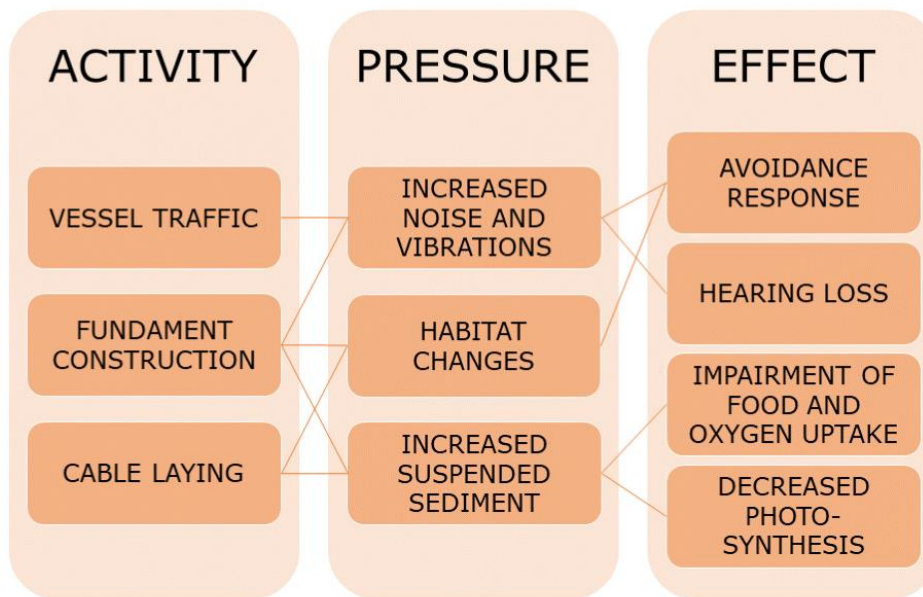 ACTIVITY
VESSEL TRAFFIC
FUNDAMENT
CONSTRUCTION
CABLE LAYING
PRESSURE
INCREASED
NOISE AND
VIBRATIONS
HABITAT
CHANGES
INCREASED
SUSPENDED
SEDIMENT
EFFECT
AVOIDANCE
RESPONSE
HEARING LOSS
IMPAIRMENT OF
FOOD AND
OXYGEN UPTAKE
DECREASED
PHOTO-
SYNTHESIS